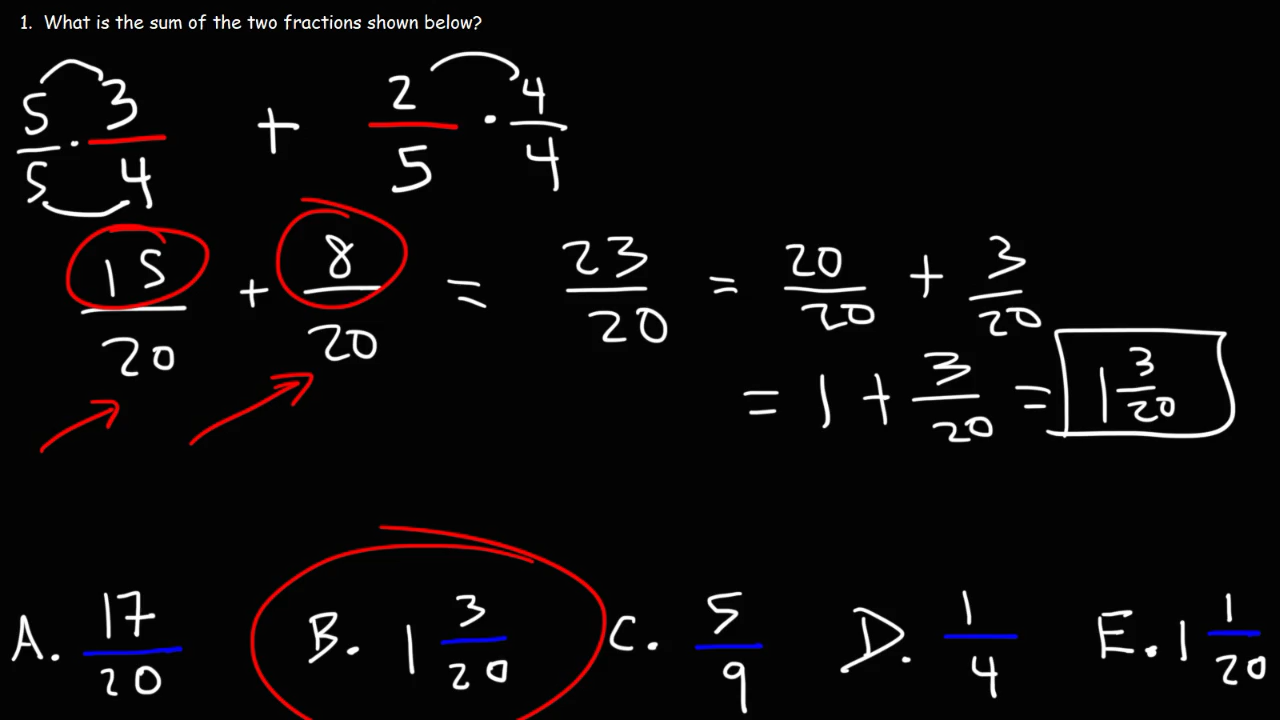 1. What is the sum of the two fractions shown below?
5/5 · 3/4 + 2/5 · 4/4
15/20 + 8/20 = 23/20 = 20/20 + 3/20
= 1 + 3/20 = 1 3/20
A. 17/20 B. 1 3/20 C. 5/9 D. 1/4 E. 1 1/20